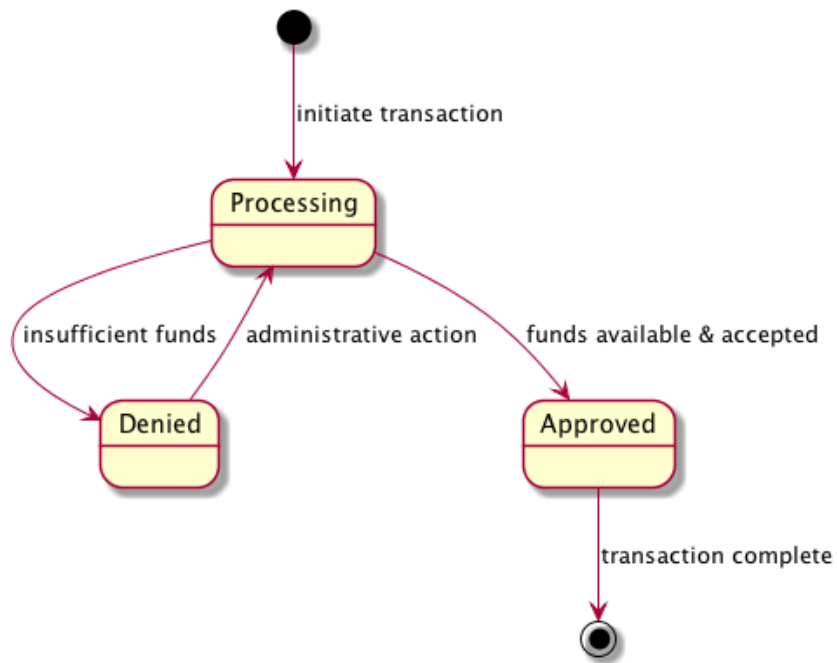 initiate transaction
Processing
insufficient funds
administrative action
funds available & accepted
Denied
Approved
transaction complete